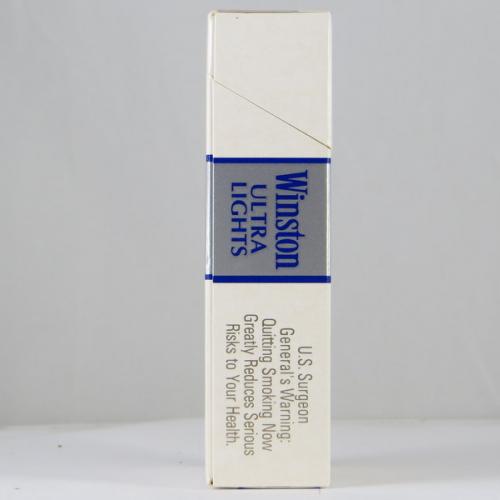 Winston
ULTRA
LIGHTS
U.S. Surgeon
General's Warning:
Quitting Smoking Now
Greatly Reduces Serious
Risks to Your Health.